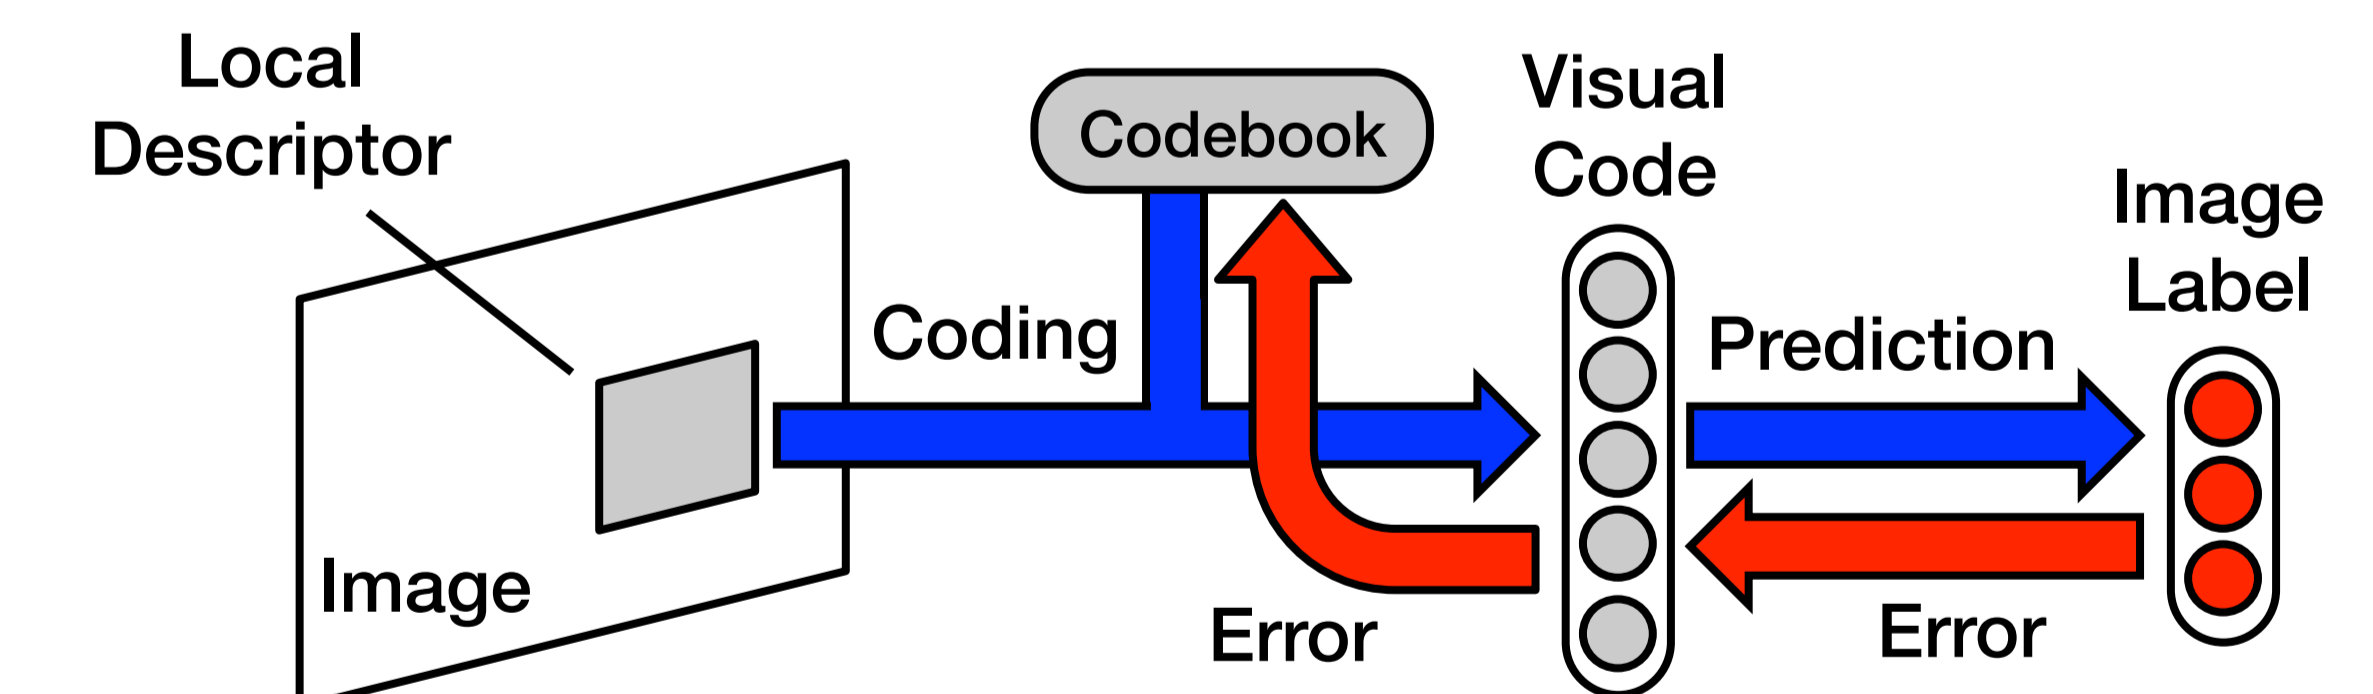 Local
Descriptor
Image
Coding
Codebook
Error
Visual
Code
Prediction
Error
Image
Label